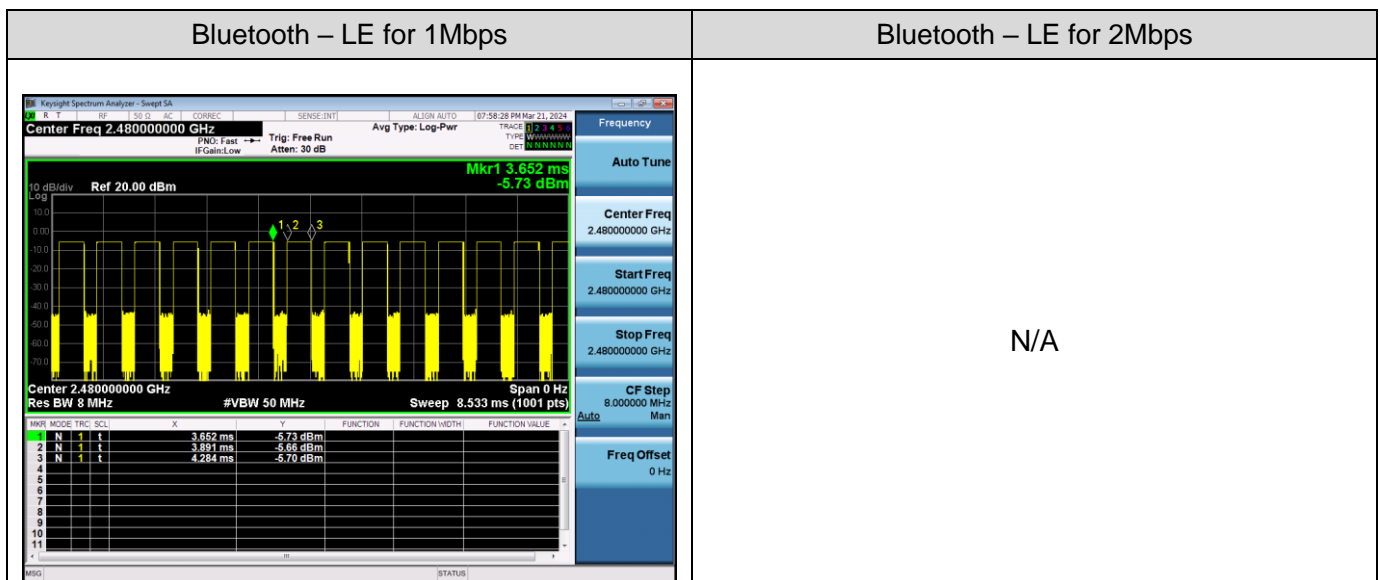 Bluetooth – LE for 1Mbps
Bluetooth – LE for 2Mbps
Keysight Spectrum Analyzer - Swept SA
R T RF 50 Ω AC CORREC SENSE:INT ALIGN AUTO 07:58:28 PM Mar 21, 2024
Center Freq 2.480000000 GHz
PNO: Fast
IFGain:Low
Trig: Free Run
Atten: 30 dB
Avg Type: Log-Pwr
TRACE 1 2 3 4 5 6
TYPE
DET N N N N N N
Mkr1 3.652 ms
-5.73 dBm
10 dB/div Ref 20.00 dBm
Log
10.0
0.00
-10.0
-20.0
-30.0
-40.0
-50.0
-60.0
-70.0
1 2 3
Center 2.480000000 GHz Span 0 Hz
Res BW 8 MHz #VBW 50 MHz Sweep 8.533 ms (1001 pts)
MKR MODE TRC SCL X Y FUNCTION FUNCTION WIDTH FUNCTION VALUE
1 N 1 t 3.652 ms -5.73 dBm
2 N 1 t 3.891 ms -5.66 dBm
3 N 1 t 4.284 ms -5.70 dBm
4
5
6
7
8
9
10
11
MSG STATUS
Frequency
Auto Tune
Center Freq
2.480000000 GHz
Start Freq
2.480000000 GHz
Stop Freq
2.480000000 GHz
CF Step
8.000000 MHz
Auto Man
Freq Offset
0 Hz
N/A